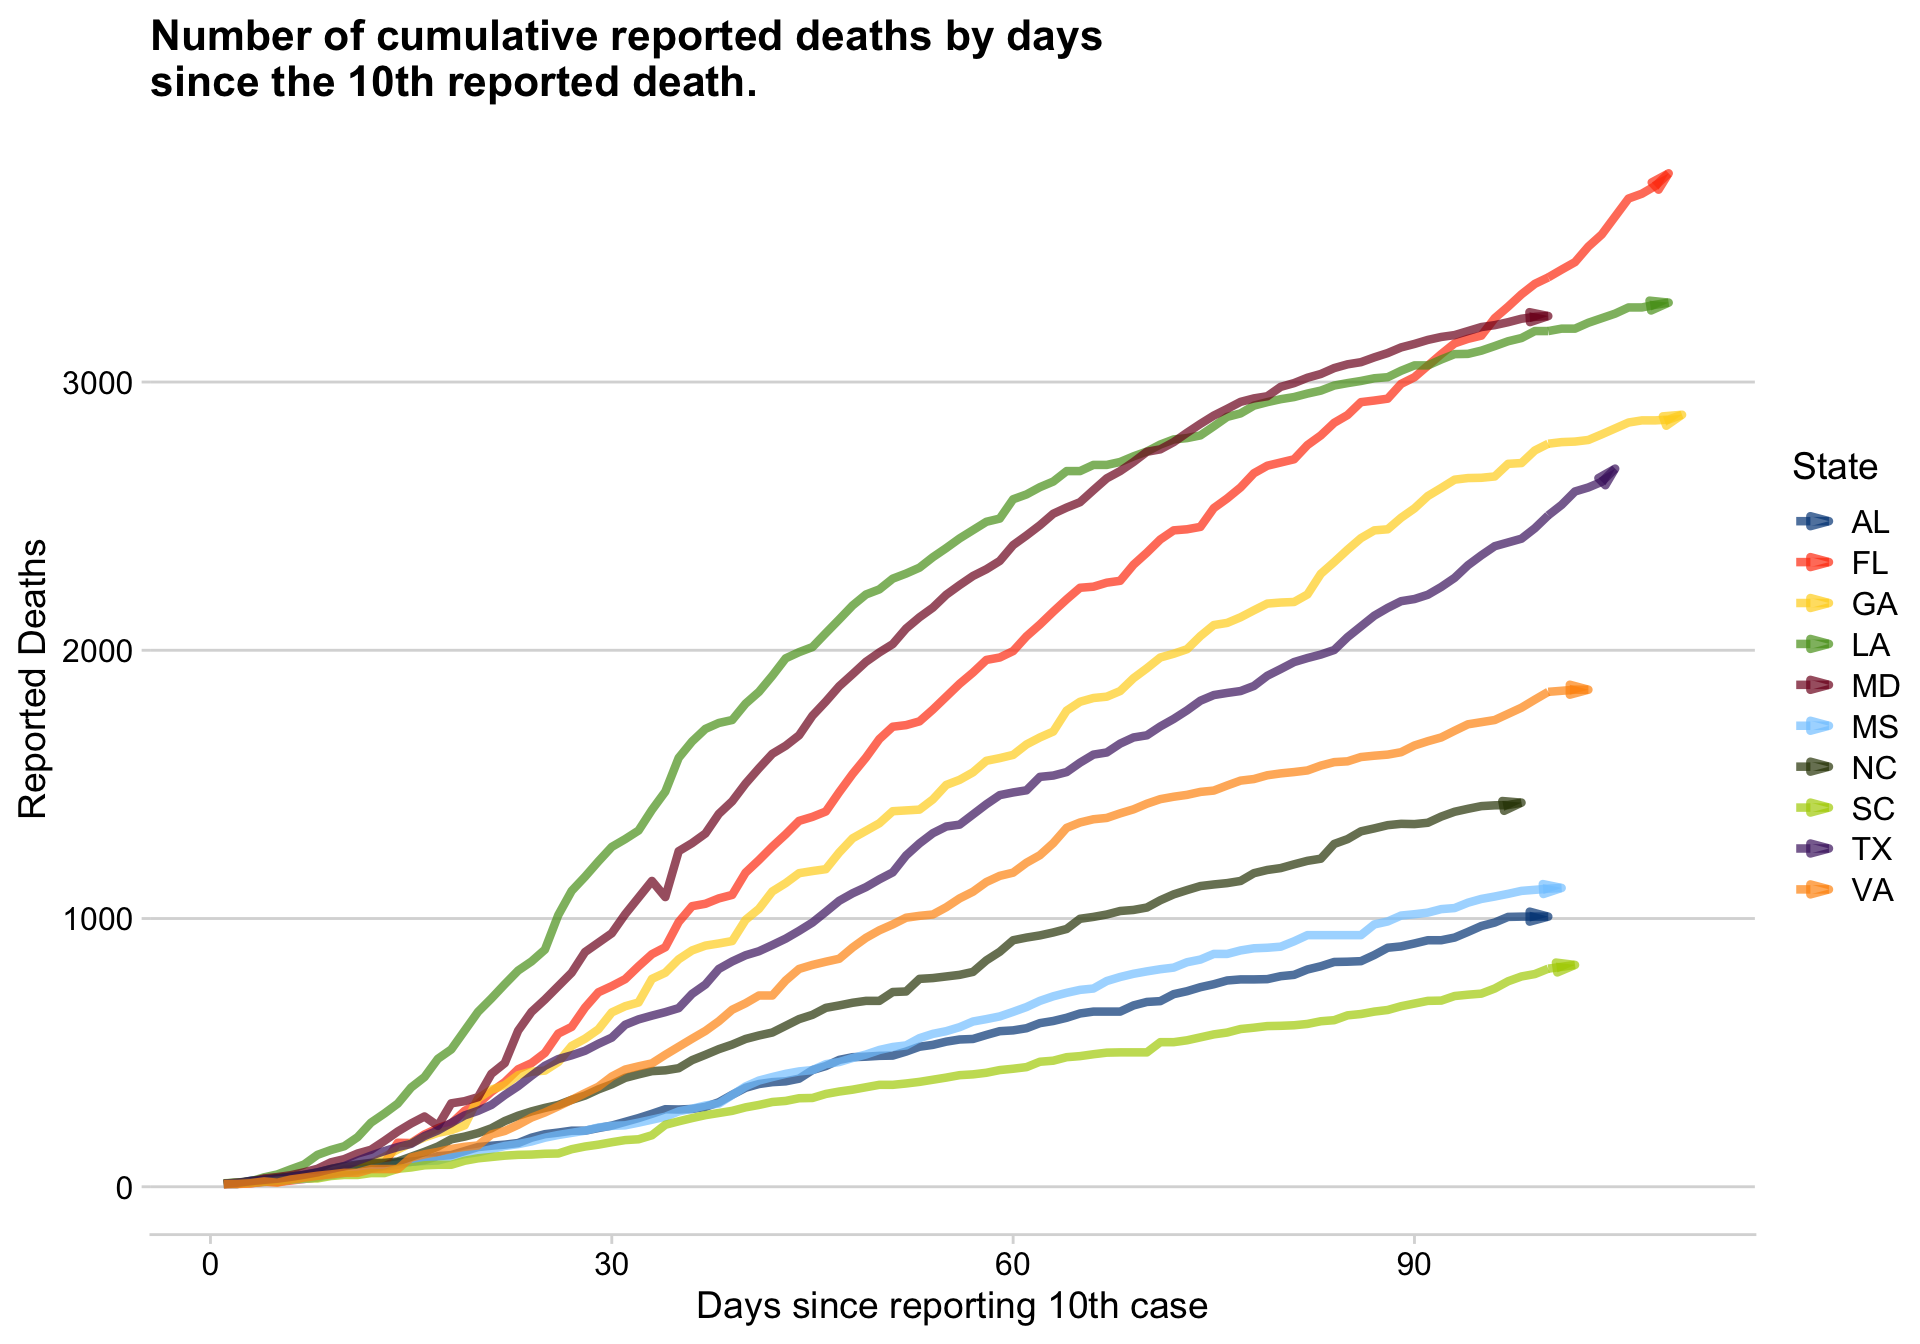 Number of cumulative reported deaths by days
since the 10th reported death.
Reported Deaths
3000
2000
1000
0
0 30 60 90
Days since reporting 10th case
State
AL
FL
GA
LA
MD
MS
NC
SC
TX
VA